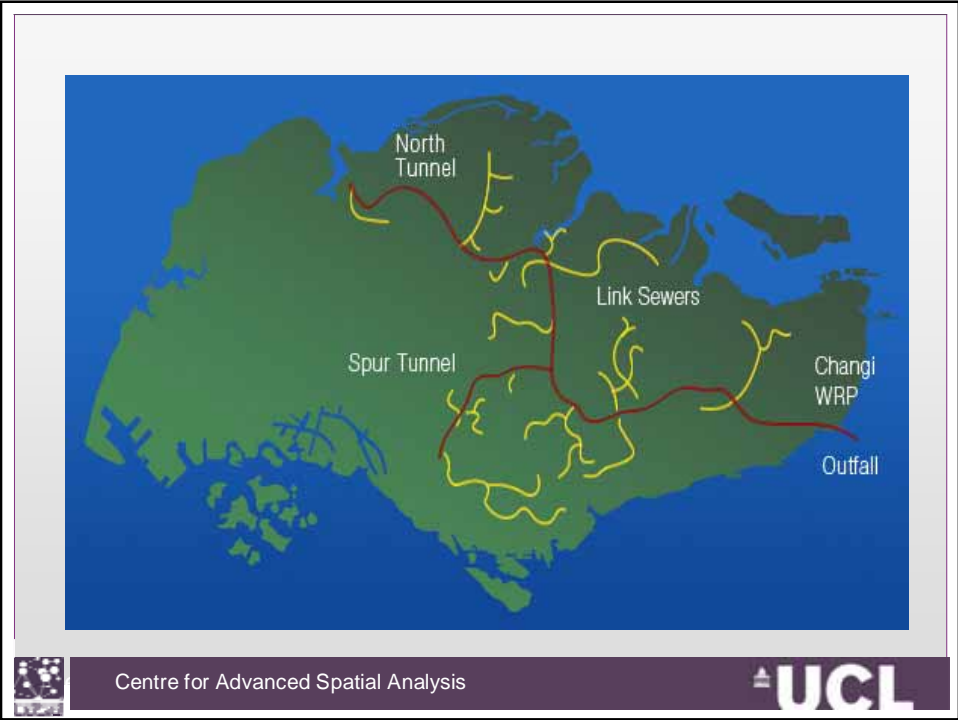 North
Tunnel
Link Sewers
Spur Tunnel
Changi
WRP
Outfall
Centre for Advanced Spatial Analysis
UCL